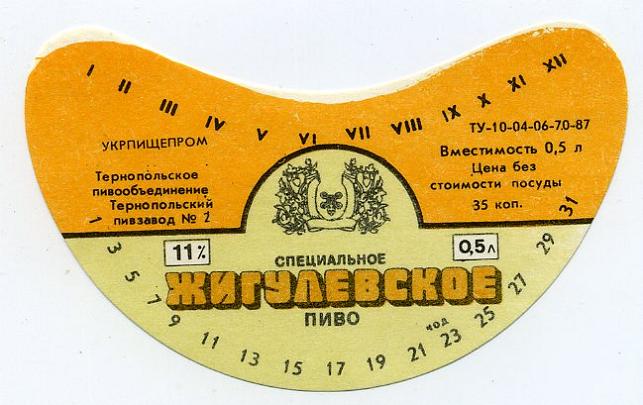 I II III IV V VI VII VIII IX X XI XII
УКРПИЩЕПРОМ
Тернопольское
пивообъединение
Тернопольский
пивзавод № 1
ТУ-10-04-06-70-87
Вместимость 0,5 л
Цена без
стоимости посуды
35 коп.
11%
0,5л
СПЕЦИАЛЬНОЕ
ЖИГУЛЕВСКОЕ
ПИВО
1 3 5 7 9 11 13 15 17 19 21 23 25 27 29 31
код